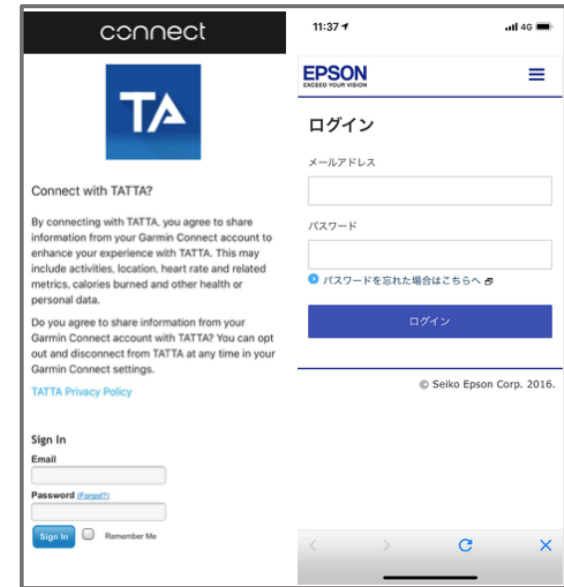 connect
TA
Connect with TATTA?
By connecting with TATTA, you agree to share
information from your Garmin Connect account to
enhance your experience with TATTA. This may
include activities, location, heart rate and related
metrics, calories burned and other health or
personal data.
Do you agree to share information from your
Garmin Connect account with TATTA? You can opt
out and disconnect from TATTA at any time in your
Garmin Connect settings.
TATTA Privacy Policy
Sign In
Email
Password (Forgot?)
Sign In Remember Me
11:37 4G
EPSON
EXCEED YOUR VISION
ログイン
メールアドレス
パスワード
パスワードを忘れた場合はこちらへ
ログイン
© Seiko Epson Corp. 2016.